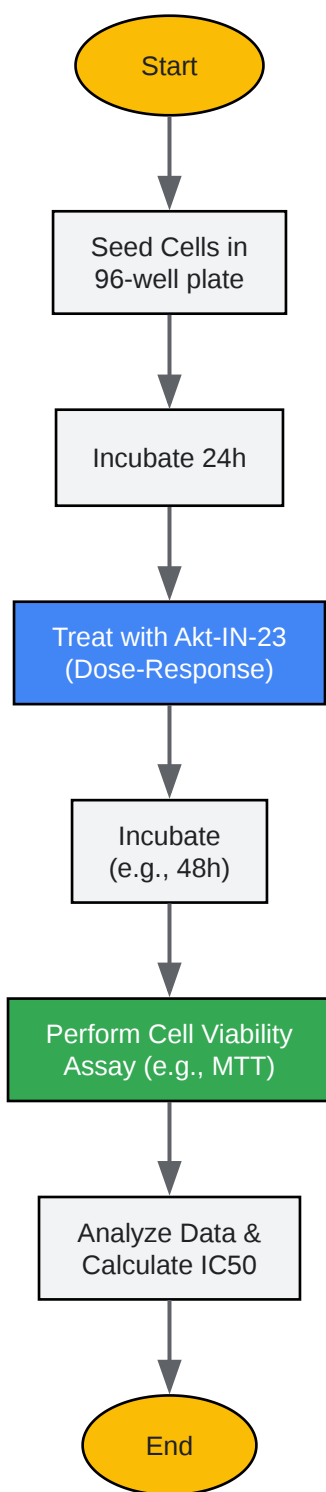 Start
Seed Cells in
96-well plate
Incubate 24h
Treat with Akt-IN-23
(Dose-Response)
Incubate
(e.g., 48h)
Perform Cell Viability
Assay (e.g., MTT)
Analyze Data &
Calculate IC50
End